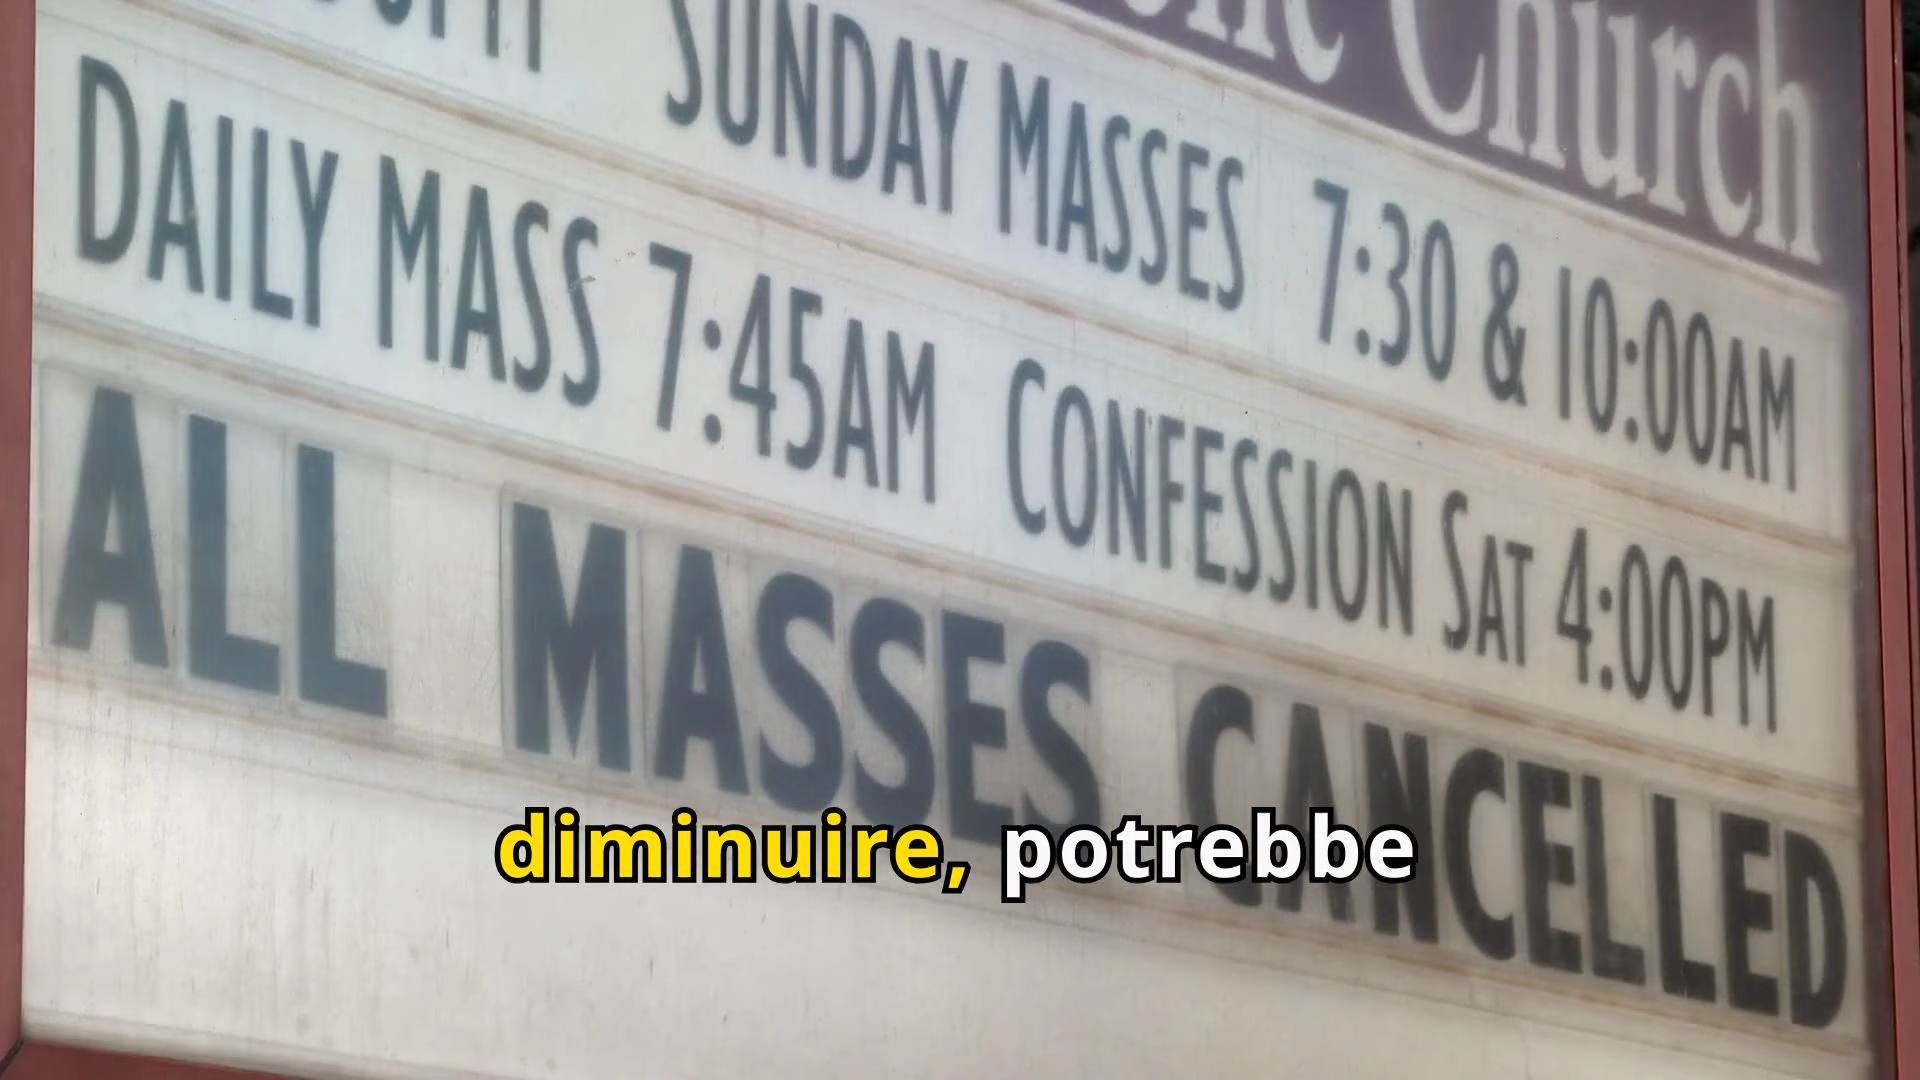 Church
SUNDAY MASSES 7:30 & 10:00AM
DAILY MASS 7:45AM CONFESSION SAT 4:00PM
ALL MASSES CANCELLED
diminuire, potrebbe